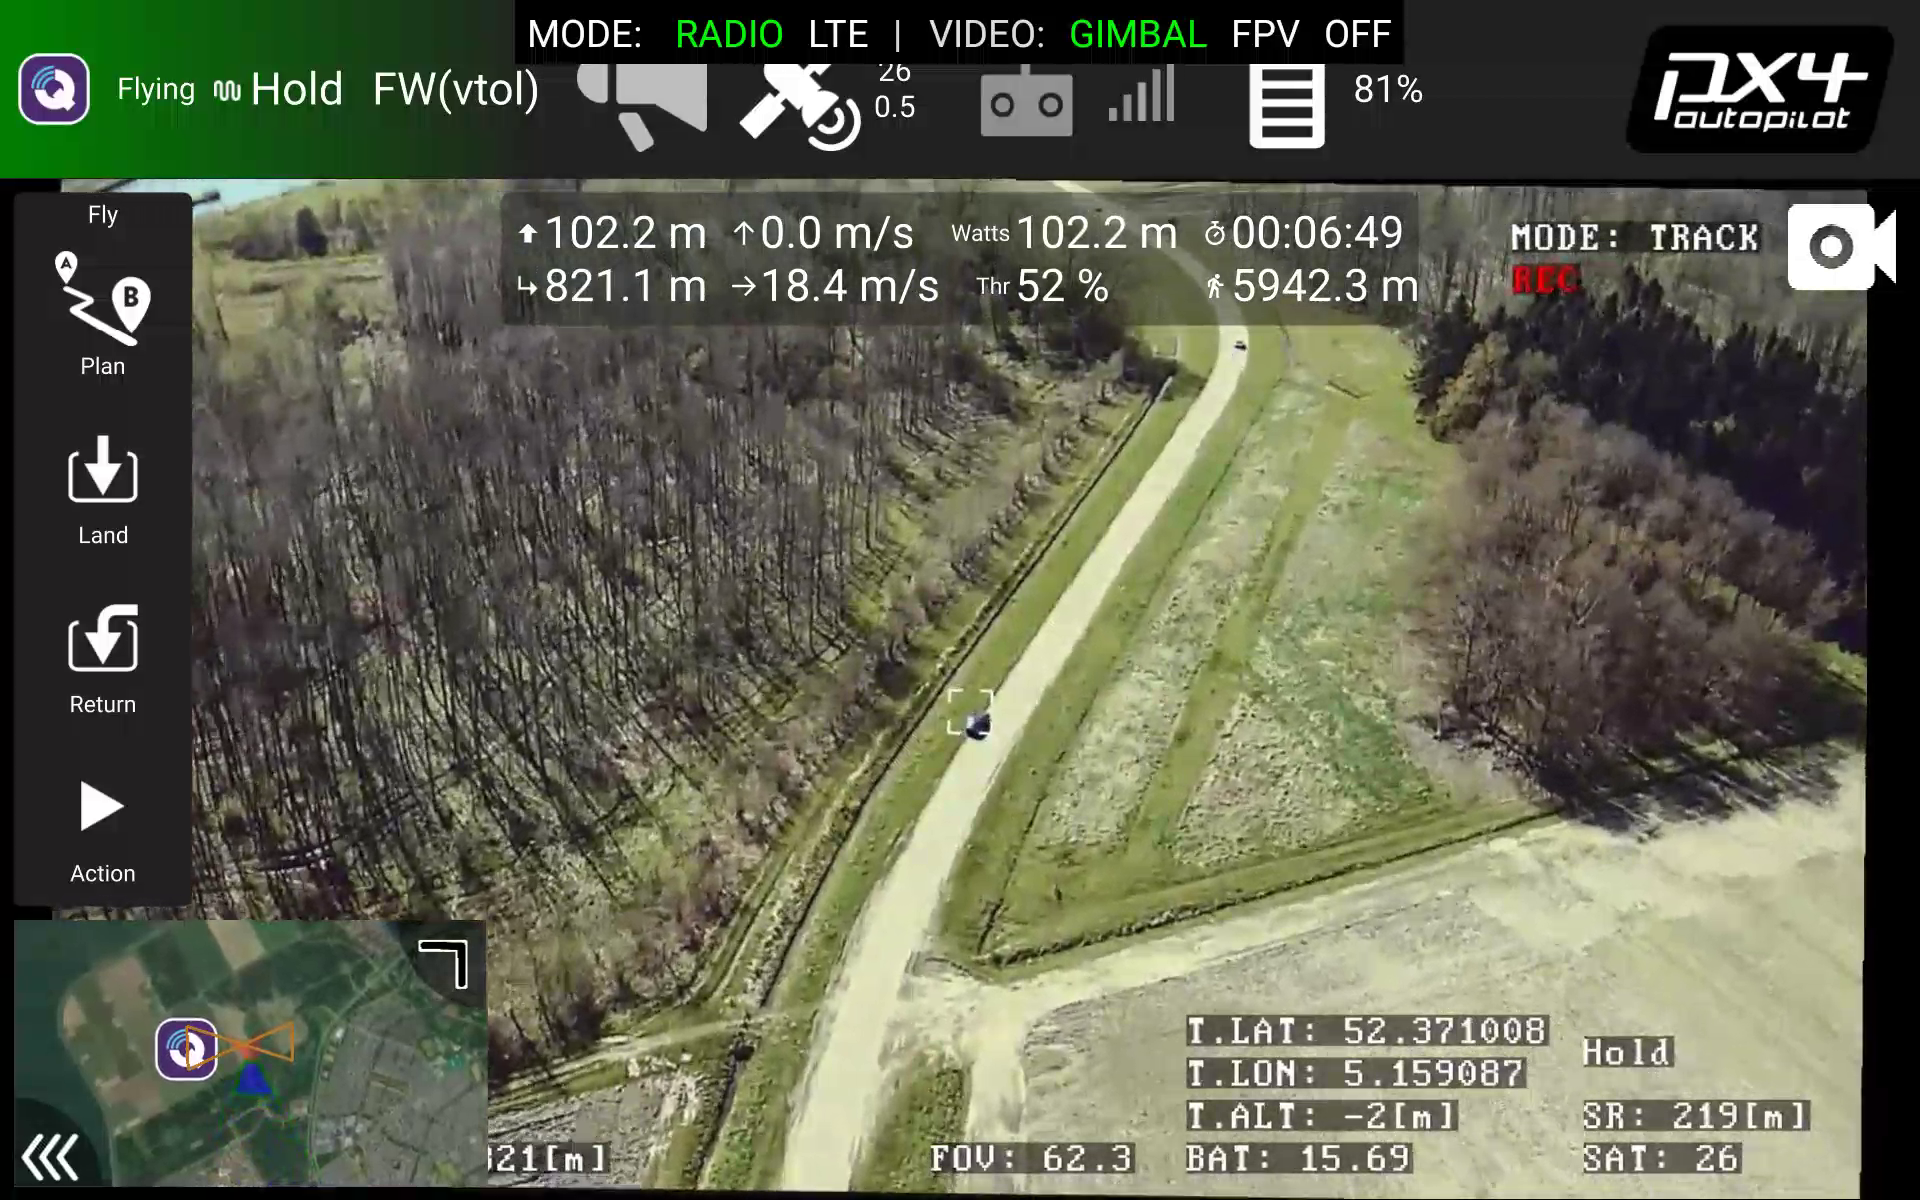 MODE: RADIO LTE | VIDEO: GIMBAL FPV OFF
Flying Hold FW(vtol)
26
0.5
81%
PX4
autopilot
Fly
Plan
A
B
Land
Return
Action
102.2 m 0.0 m/s Watts 102.2 m 00:06:49
821.1 m 18.4 m/s Thr 52 % 5942.3 m
MODE: TRACK
REC
T.LAT: 52.371008
T.LON: 5.159087
Hold
T.ALT: -2[m]
SR: 219[m]
21[m]
FOV: 62.3
BAT: 15.69
SAT: 26